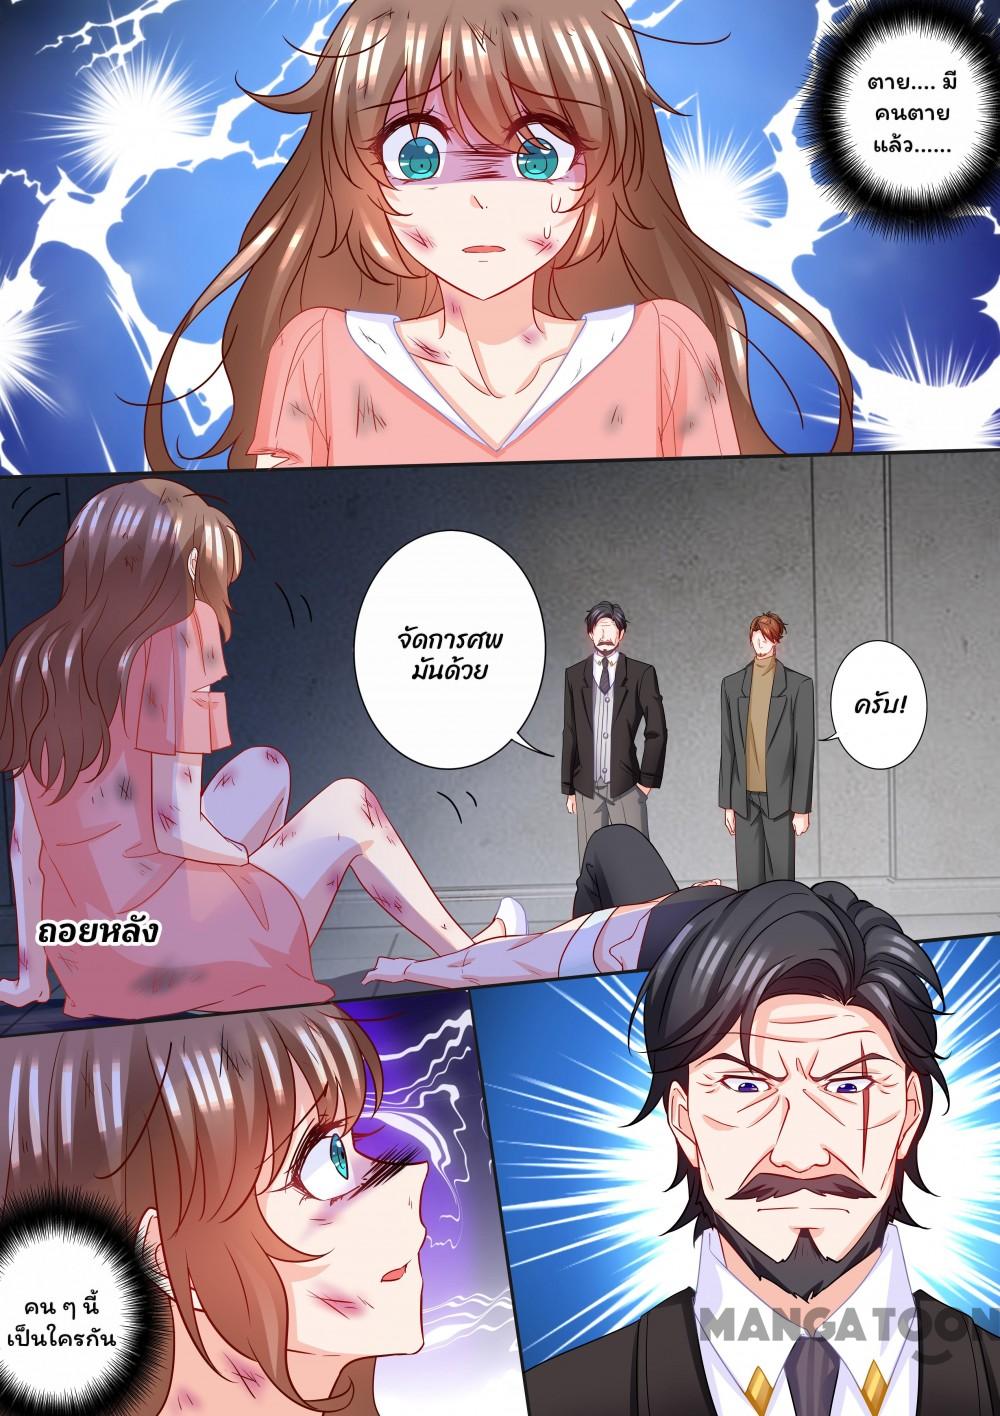 ตาย.... มี
คนตาย
แล้ว......
จัดการศพ
มันด้วย
ครับ!
ถอยหลัง
คน ๆ นี้
เป็นใครกัน
MANGATOON